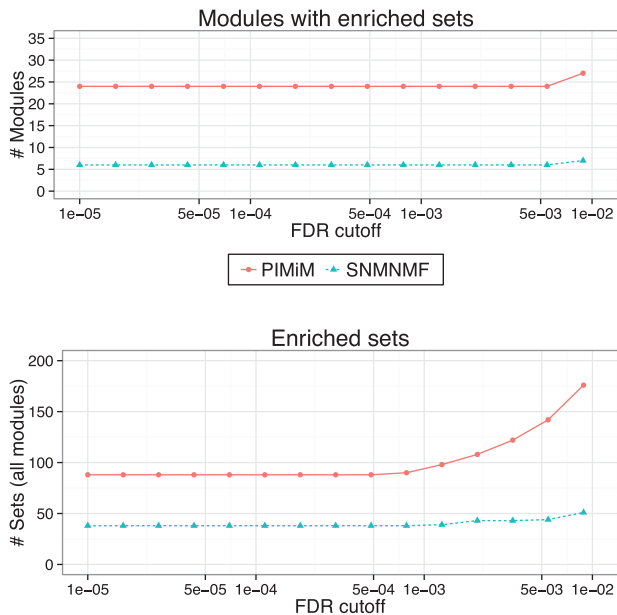 Modules with enriched sets
# Modules
35
30
25
20
15
10
5
0
1e-05 5e-05 1e-04 5e-04 1e-03 5e-03 1e-02
FDR cutoff
PIMiM SNMNMF
Enriched sets
# Sets (all modules)
200
150
100
50
0
1e-05 5e-05 1e-04 5e-04 1e-03 5e-03 1e-02
FDR cutoff